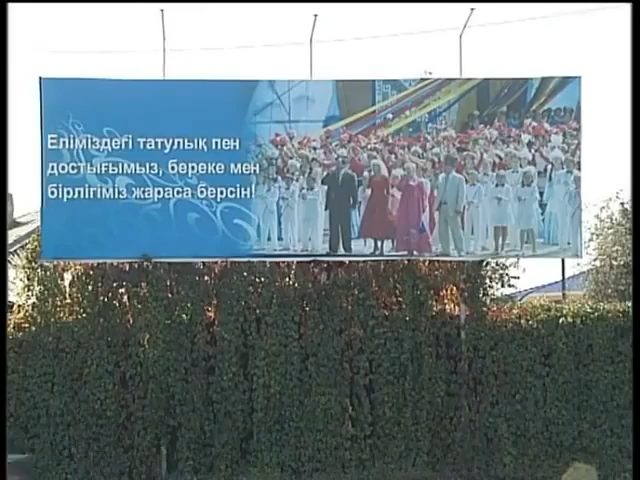 Еліміздегі татулық пен
достығымыз, береке мен
бірлігіміз жараса берсін!